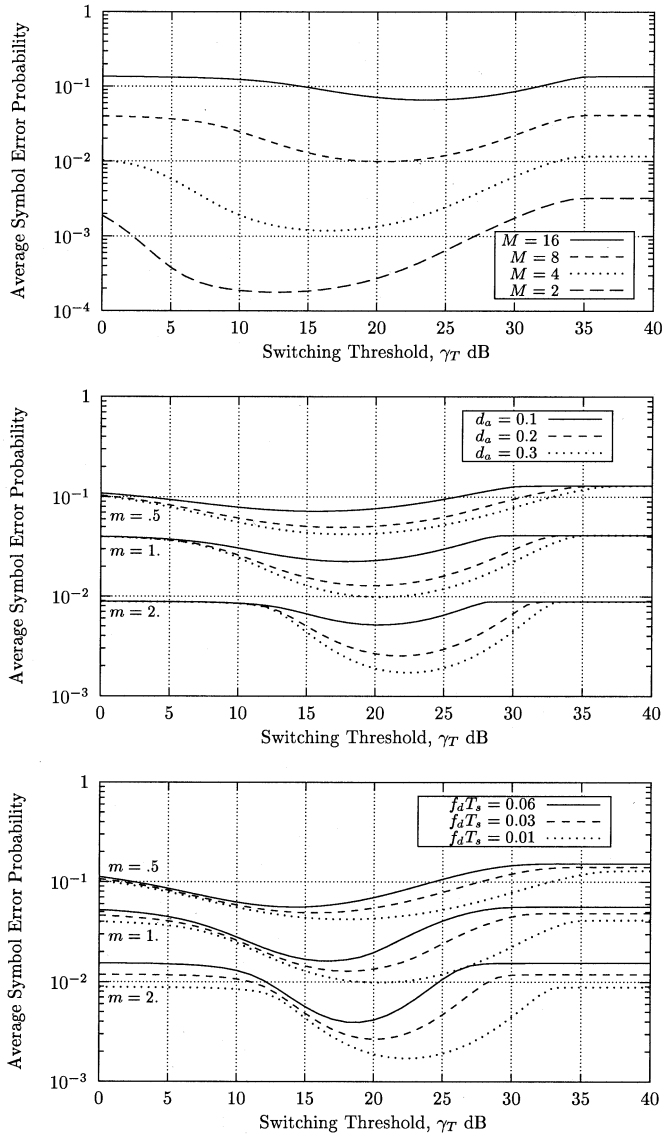 Average Symbol Error Probability
1
10⁻¹
10⁻²
10⁻³
10⁻⁴
M = 16
M = 8
M = 4
M = 2
0 5 10 15 20 25 30 35 40
Switching Threshold, γ_T dB
Average Symbol Error Probability
1
10⁻¹
10⁻²
10⁻³
d_a = 0.1
d_a = 0.2
d_a = 0.3
m = .5
m = 1.
m = 2.
0 5 10 15 20 25 30 35 40
Switching Threshold, γ_T dB
Average Symbol Error Probability
1
10⁻¹
10⁻²
10⁻³
f_dT_s = 0.06
f_dT_s = 0.03
f_dT_s = 0.01
m = .5
m = 1.
m = 2.
0 5 10 15 20 25 30 35 40
Switching Threshold, γ_T dB